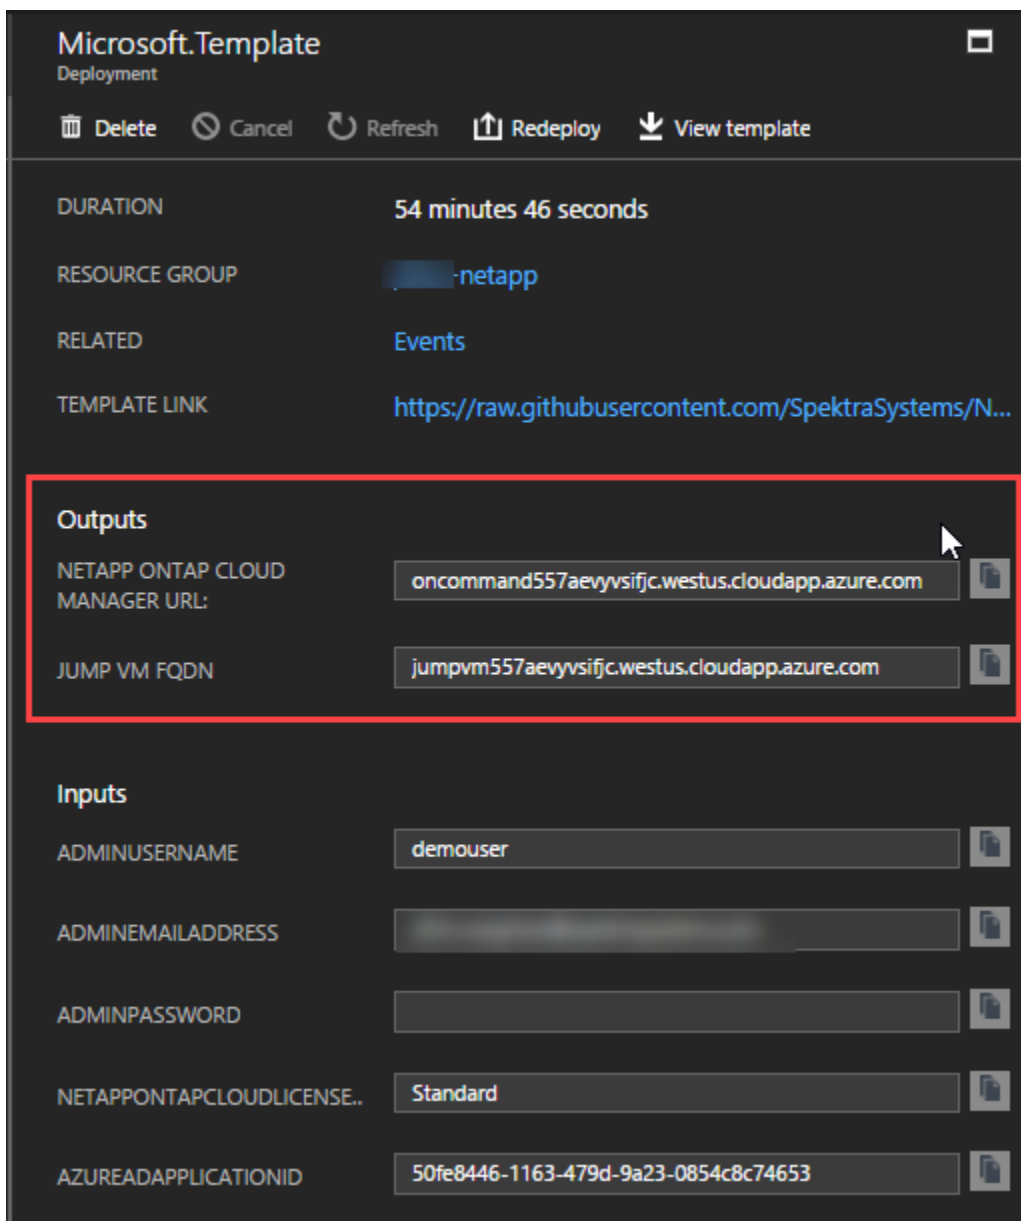 Microsoft.Template
Deployment
Delete Cancel Refresh Redeploy View template
DURATION 54 minutes 46 seconds
RESOURCE GROUP -netapp
RELATED Events
TEMPLATE LINK https://raw.githubusercontent.com/SpektraSystems/N...
Outputs
NETAPP ONTAP CLOUD
MANAGER URL: oncommand557aevyvsifjc.westus.cloudapp.azure.com
JUMP VM FQDN jumpvm557aevyvsifjc.westus.cloudapp.azure.com
Inputs
ADMINUSERNAME demouser
ADMINEMAILADDRESS
ADMINPASSWORD
NETAPPONTAPCLOUDLICENSE.. Standard
AZUREADAPPLICATIONID 50fe8446-1163-479d-9a23-0854c8c74653